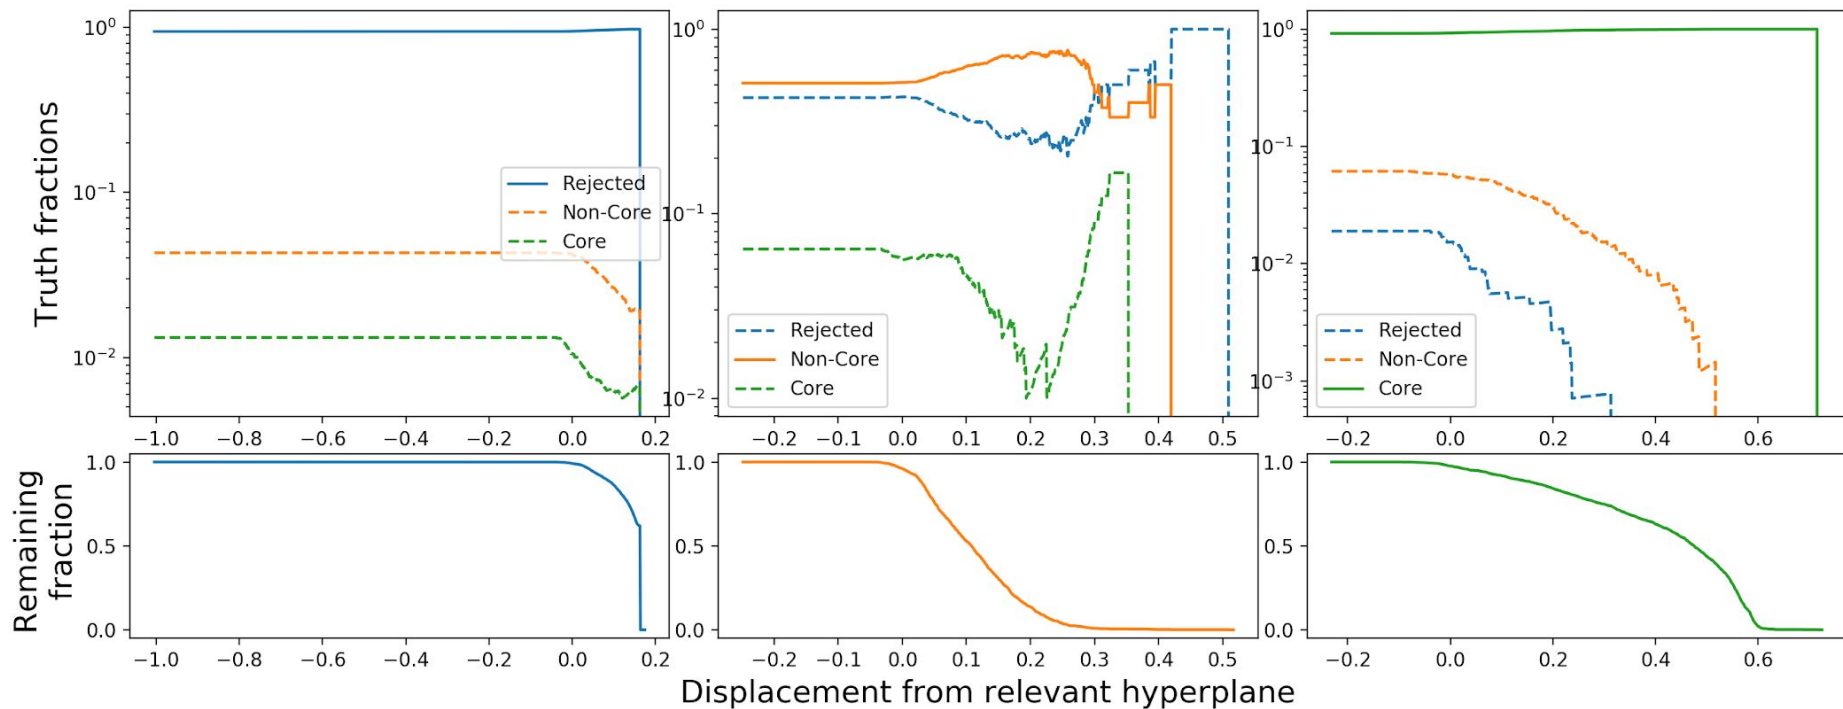 Truth fractions
10⁰
10⁻¹
10⁻²
Rejected
Non-Core
Core
−1.0 −0.8 −0.6 −0.4 −0.2 0.0 0.2
10⁰
10⁻¹
10⁻²
Rejected
Non-Core
Core
−0.2 −0.1 0.0 0.1 0.2 0.3 0.4 0.5
10⁰
10⁻¹
10⁻²
10⁻³
Rejected
Non-Core
Core
−0.2 0.0 0.2 0.4 0.6
Remaining
fraction
1.0
0.5
0.0
−1.0 −0.8 −0.6 −0.4 −0.2 0.0 0.2
1.0
0.5
0.0
−0.2 −0.1 0.0 0.1 0.2 0.3 0.4 0.5
1.0
0.5
0.0
−0.2 0.0 0.2 0.4 0.6
Displacement from relevant hyperplane